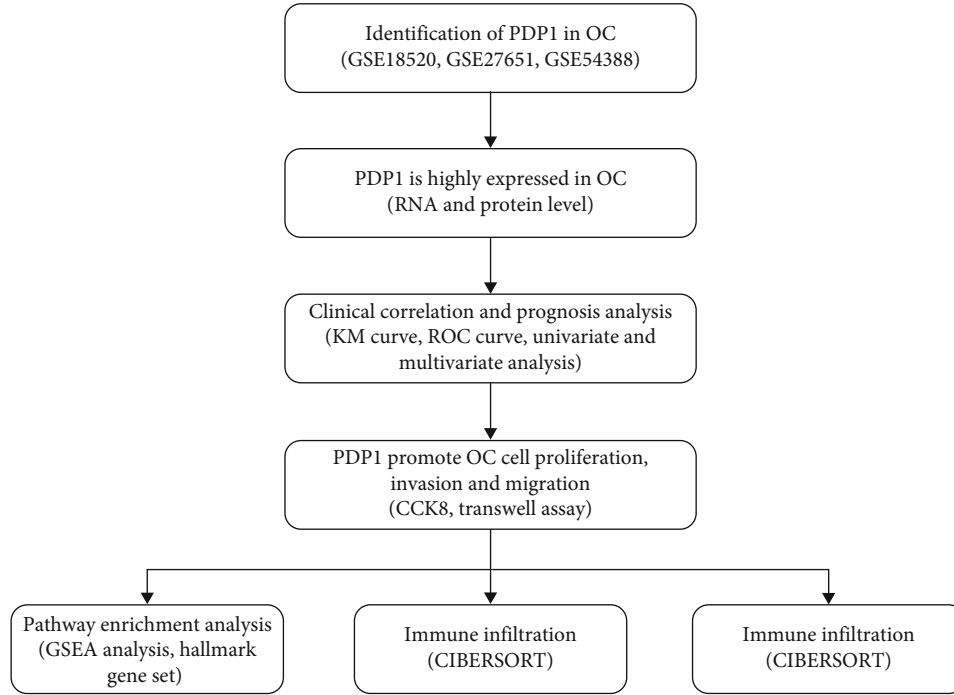 Identification of PDP1 in OC
(GSE18520, GSE27651, GSE54388)
PDP1 is highly expressed in OC
(RNA and protein level)
Clinical correlation and prognosis analysis
(KM curve, ROC curve, univariate and
multivariate analysis)
PDP1 promote OC cell proliferation,
invasion and migration
(CCK8, transwell assay)
Pathway enrichment analysis
(GSEA analysis, hallmark
gene set)
Immune infiltration
(CIBERSORT)
Immune infiltration
(CIBERSORT)